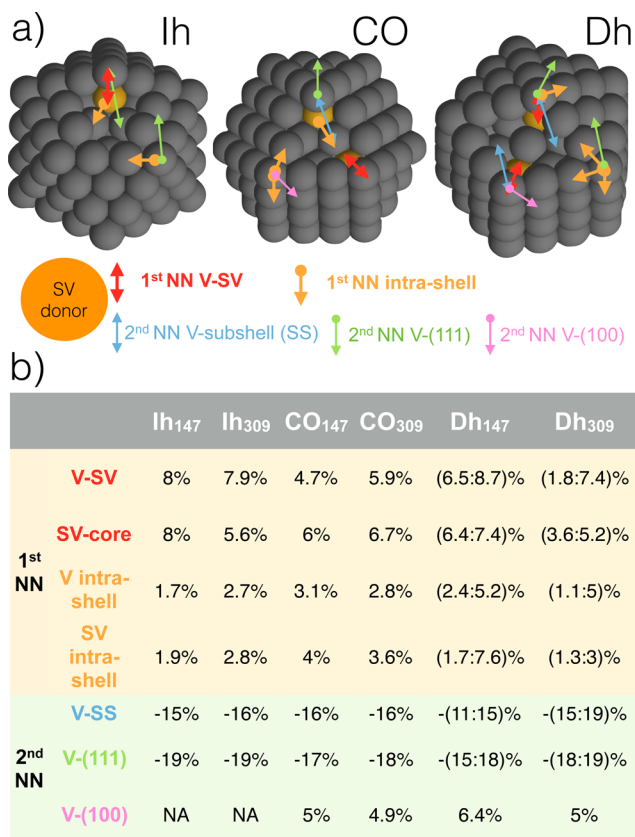 a) Ih CO Dh
SV donor
1st NN V-SV
1st NN intra-shell
2nd NN V-subshell (SS)
2nd NN V-(111)
2nd NN V-(100)
b)
Ih147 Ih309 CO147 CO309 Dh147 Dh309
1st NN
V-SV 8% 7.9% 4.7% 5.9% (6.5:8.7)% (1.8:7.4)%
SV-core 8% 5.6% 6% 6.7% (6.4:7.4)% (3.6:5.2)%
V intra-shell 1.7% 2.7% 3.1% 2.8% (2.4:5.2)% (1.1:5)%
SV intra-shell 1.9% 2.8% 4% 3.6% (1.7:7.6)% (1.3:3)%
2nd NN
V-SS -15% -16% -16% -16% -(11:15)% -(15:19)%
V-(111) -19% -19% -17% -18% -(15:18)% -(18:19)%
V-(100) NA NA 5% 4.9% 6.4% 5%